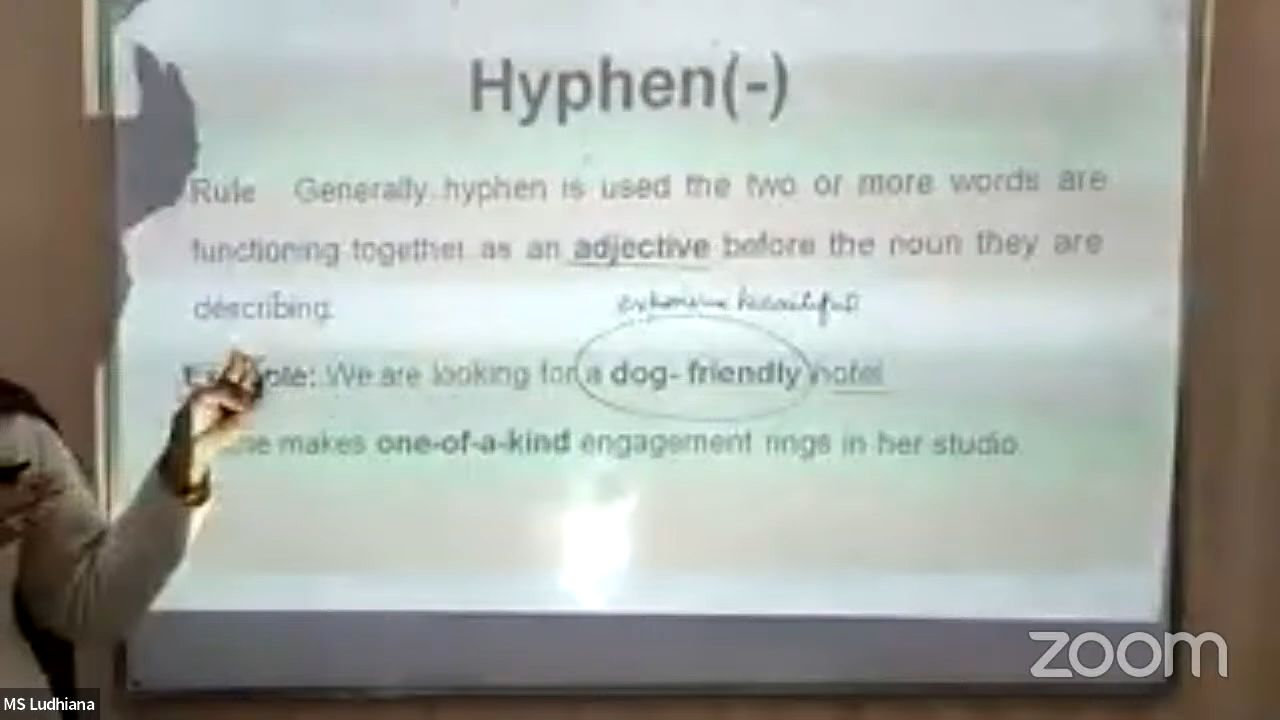 Hyphen(-)
Rule Generally hyphen is used the two or more words are
functioning together as an adjective before the noun they are
describing.
beautiful
We are looking for a dog- friendly hotel
makes one-of-a-kind engagement rings in her studio
zoom
MS Ludhiana